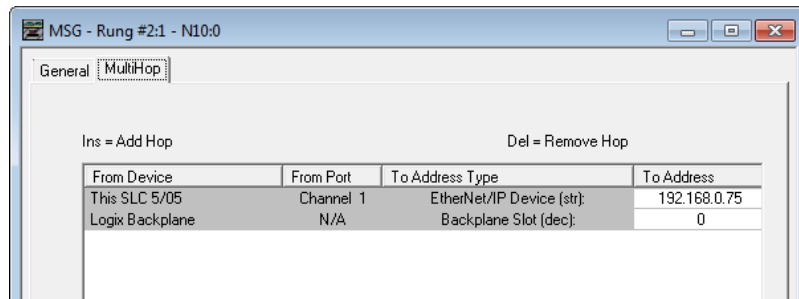 MSG - Rung #2:1 - N10:0
General MultiHop
Ins = Add Hop Del = Remove Hop
From Device From Port To Address Type To Address
This SLC 5/05 Channel 1 EtherNet/IP Device (str): 192.168.0.75
Logix Backplane N/A Backplane Slot (dec): 0